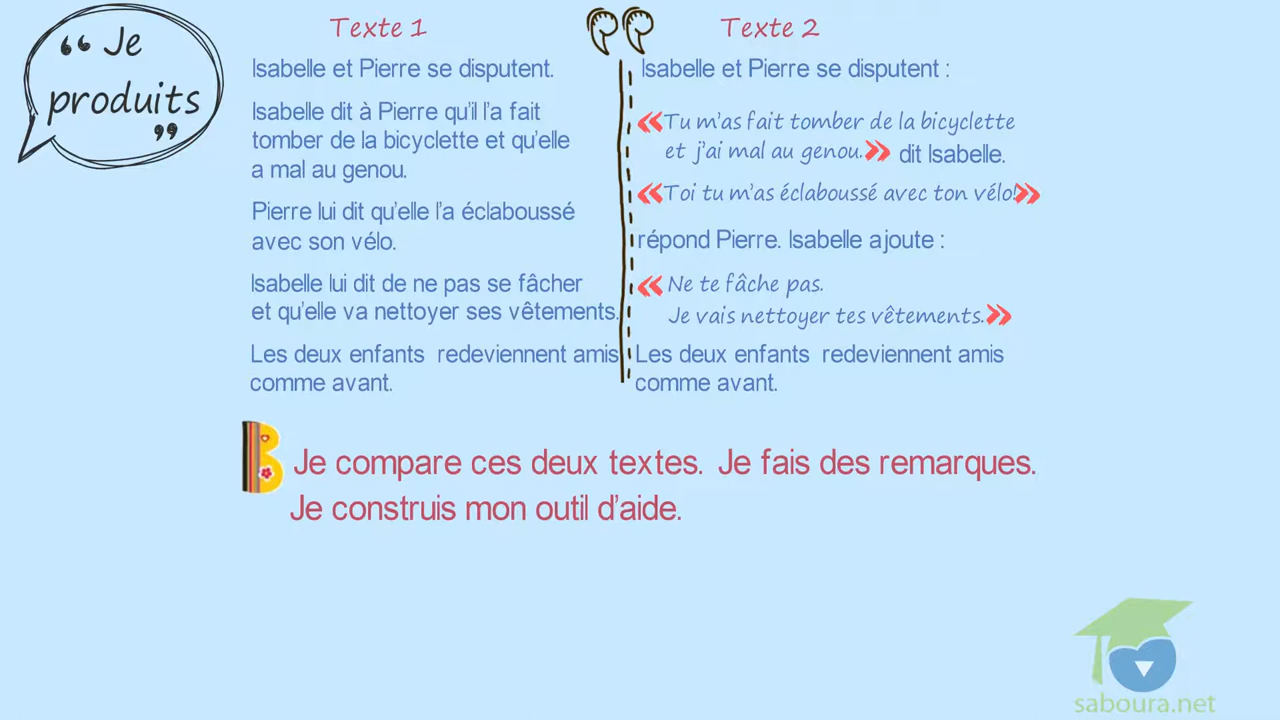 “ Je
produits ”
Texte 1
Isabelle et Pierre se disputent.
Isabelle dit à Pierre qu'il l'a fait
tomber de la bicyclette et qu'elle
a mal au genou.
Pierre lui dit qu'elle l'a éclaboussé
avec son vélo.
Isabelle lui dit de ne pas se fâcher
et qu'elle va nettoyer ses vêtements.
Les deux enfants redeviennent amis
comme avant.
Texte 2
Isabelle et Pierre se disputent :
« Tu m'as fait tomber de la bicyclette
et j'ai mal au genou. » dit Isabelle.
« Toi tu m'as éclaboussé avec ton vélo! »
répond Pierre. Isabelle ajoute :
« Ne te fâche pas.
Je vais nettoyer tes vêtements. »
Les deux enfants redeviennent amis
comme avant.
B Je compare ces deux textes. Je fais des remarques.
Je construis mon outil d'aide.
saboura.net